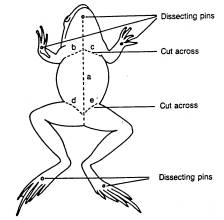 Dissecting pins
b c
Cut across
a
d e
Cut across
Dissecting pins